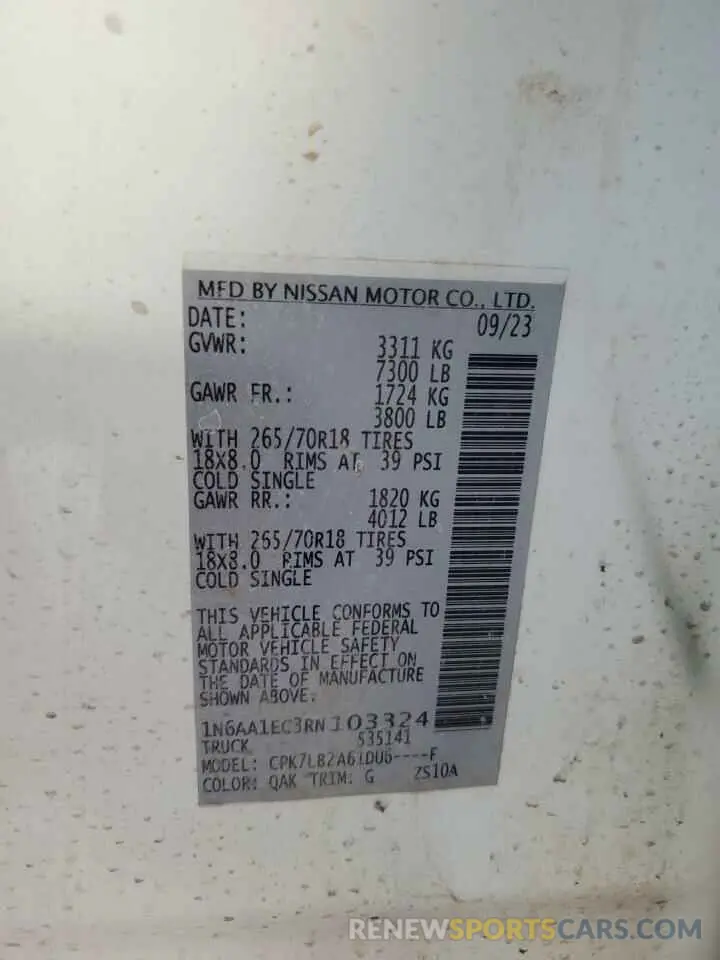 MFD BY NISSAN MOTOR CO., LTD.
DATE: 09/23
GVWR: 3311 KG
7300 LB
GAWR FR.: 1724 KG
3800 LB
WITH 265/70R18 TIRES
18X8.0 RIMS AT 39 PSI
COLD SINGLE
GAWR RR.: 1820 KG
4012 LB
WITH 265/70R18 TIRES
18X8.0 RIMS AT 39 PSI
COLD SINGLE
THIS VEHICLE CONFORMS TO
ALL APPLICABLE FEDERAL
MOTOR VEHICLE SAFETY
STANDARDS IN EFFECT ON
THE DATE OF MANUFACTURE
SHOWN ABOVE.
1N6AA1EC3RN103324
TRUCK 535141
MODEL: CPK7LB2A61DU6----F
COLOR: QAK TRIM: G ZS10A
RENEWSPORTSCARS.COM